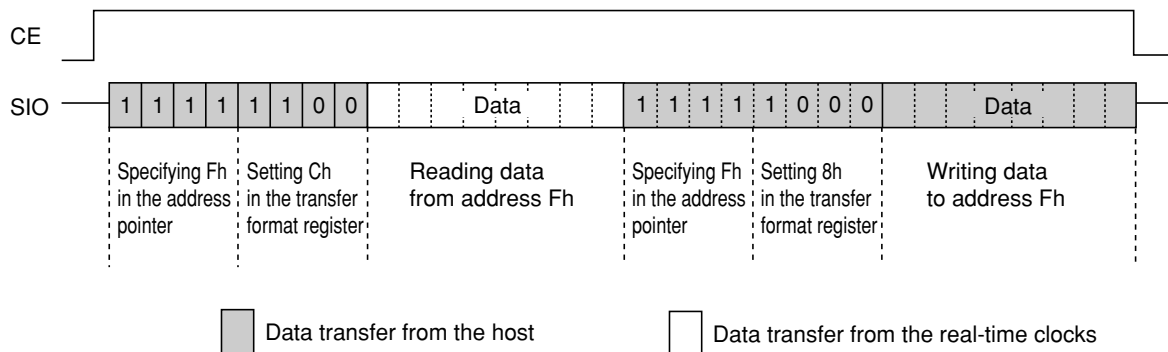 CE
SIO 1 1 1 1 1 1 0 0 Data 1 1 1 1 1 0 0 0 Data
Specifying Fh
in the address
pointer
Setting Ch
in the transfer
format register
Reading data
from address Fh
Specifying Fh
in the address
pointer
Setting 8h
in the transfer
format register
Writing data
to address Fh
Data transfer from the host
Data transfer from the real-time clocks